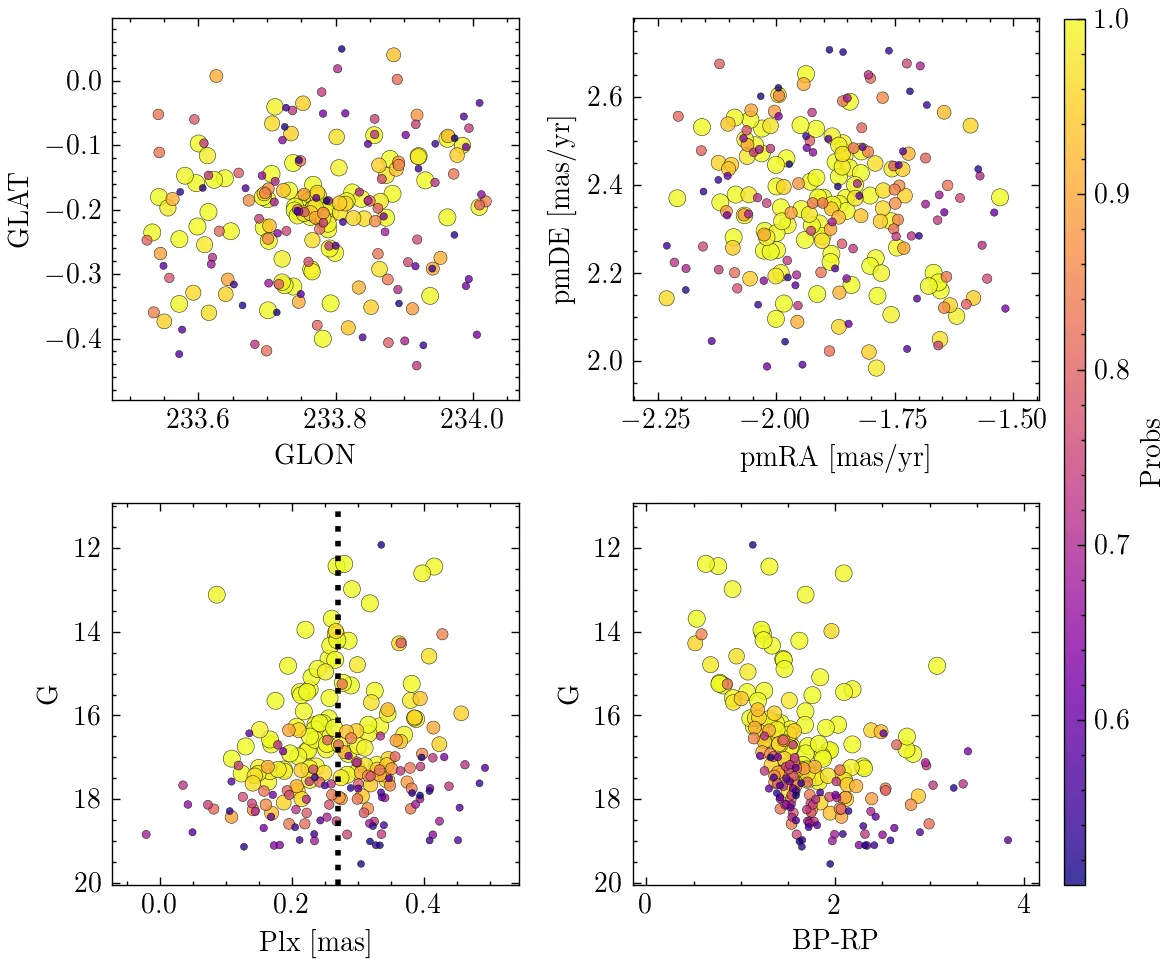 0.0
−0.1
−0.2
−0.3
−0.4
GLAT
233.6 233.8 234.0
GLON
2.6
2.4
2.2
2.0
pmDE [mas/yr]
−2.25 −2.00 −1.75 −1.50
pmRA [mas/yr]
12
14
16
18
20
G
0.0 0.2 0.4
Plx [mas]
12
14
16
18
20
G
0 2 4
BP-RP
1.0
0.9
0.8
0.7
0.6
Probs